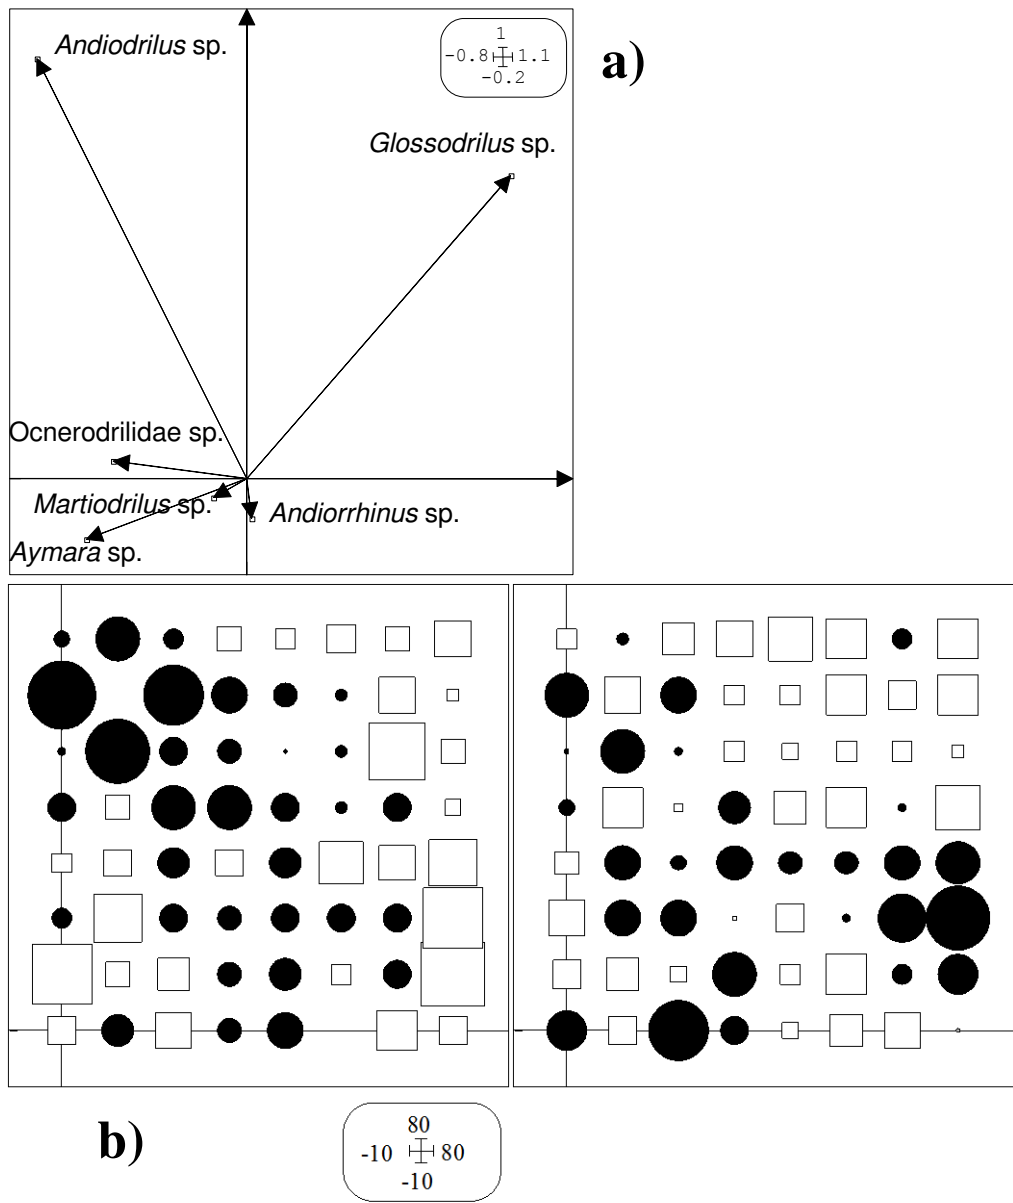 Andiodrilus sp.
1
-0.8 1.1
-0.2
a)
Glossodrilus sp.
Ocnerodrilidae sp.
Martiodrilus sp.
Andiorrhinus sp.
Aymara sp.
b)
80
-10 80
-10